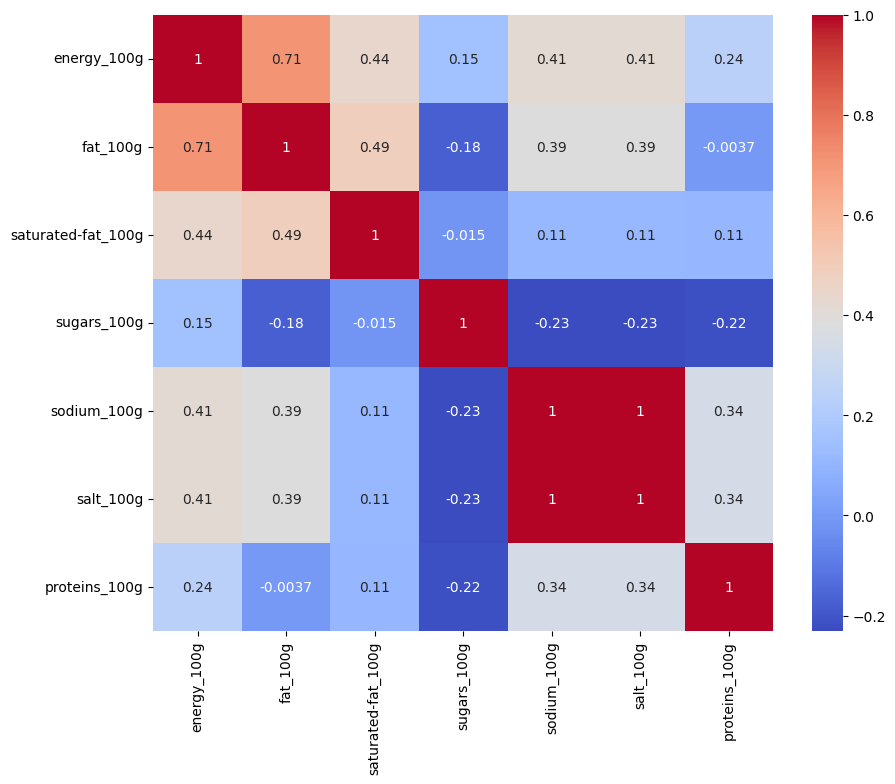 energy_100g 1 0.71 0.44 0.15 0.41 0.41 0.24
fat_100g 0.71 1 0.49 -0.18 0.39 0.39 -0.0037
saturated-fat_100g 0.44 0.49 1 -0.015 0.11 0.11 0.11
sugars_100g 0.15 -0.18 -0.015 1 -0.23 -0.23 -0.22
sodium_100g 0.41 0.39 0.11 -0.23 1 1 0.34
salt_100g 0.41 0.39 0.11 -0.23 1 1 0.34
proteins_100g 0.24 -0.0037 0.11 -0.22 0.34 0.34 1
energy_100g
fat_100g
saturated-fat_100g
sugars_100g
sodium_100g
salt_100g
proteins_100g
1.0
0.8
0.6
0.4
0.2
0.0
−0.2